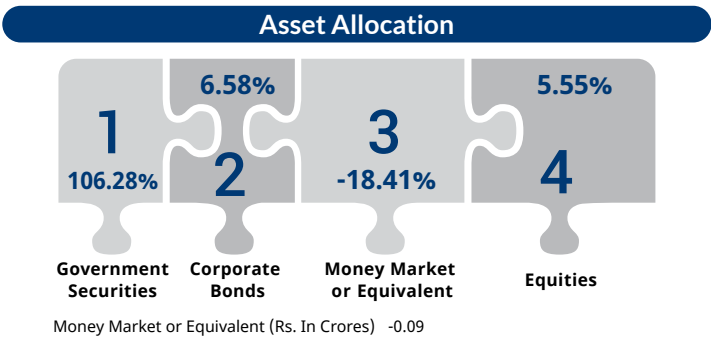 Asset Allocation
1
106.28%
6.58%
2
3
-18.41%
5.55%
4
Government
Securities
Corporate
Bonds
Money Market
or Equivalent
Equities
Money Market or Equivalent (Rs. In Crores) -0.09